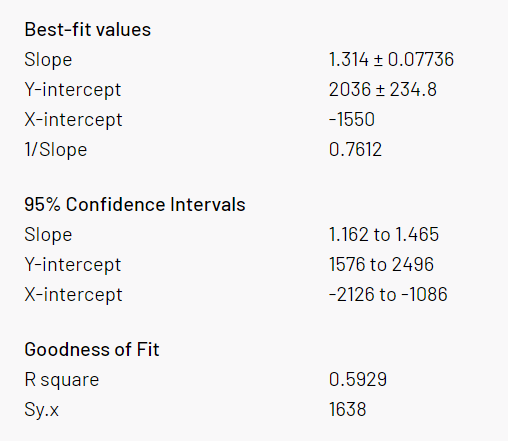 Best-fit values
Slope 1.314 ± 0.07736
Y-intercept 2036 ± 234.8
X-intercept -1550
1/Slope 0.7612
95% Confidence Intervals
Slope 1.162 to 1.465
Y-intercept 1576 to 2496
X-intercept -2126 to -1086
Goodness of Fit
R square 0.5929
Sy.x 1638